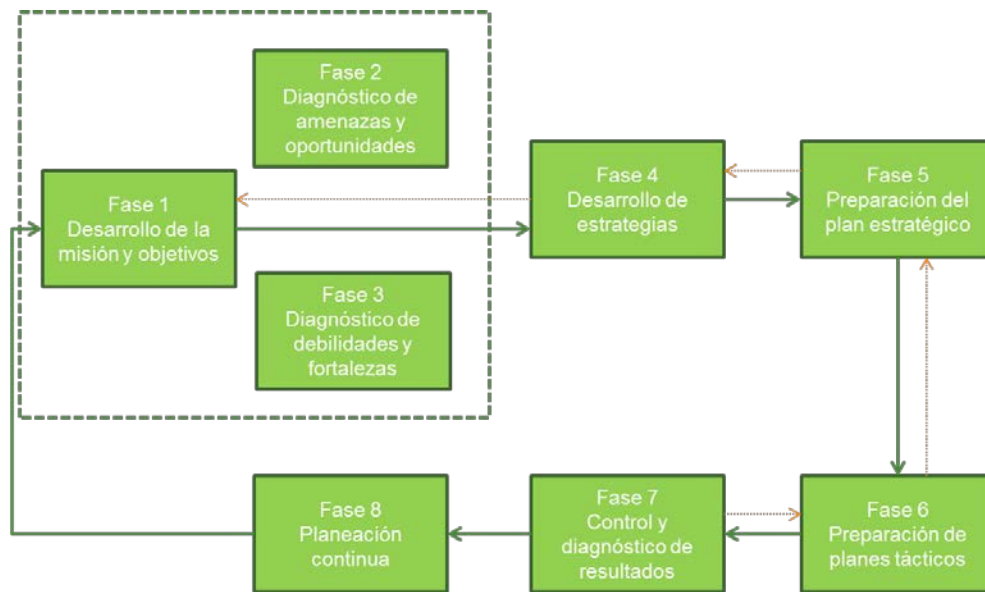 Fase 1
Desarrollo de la
misión y objetivos
Fase 2
Diagnóstico de
amenazas y
oportunidades
Fase 3
Diagnóstico de
debilidades y
fortalezas
Fase 4
Desarrollo de
estrategias
Fase 5
Preparación del
plan estratégico
Fase 6
Preparación de
planes tácticos
Fase 7
Control y
diagnóstico de
resultados
Fase 8
Planeación
continua